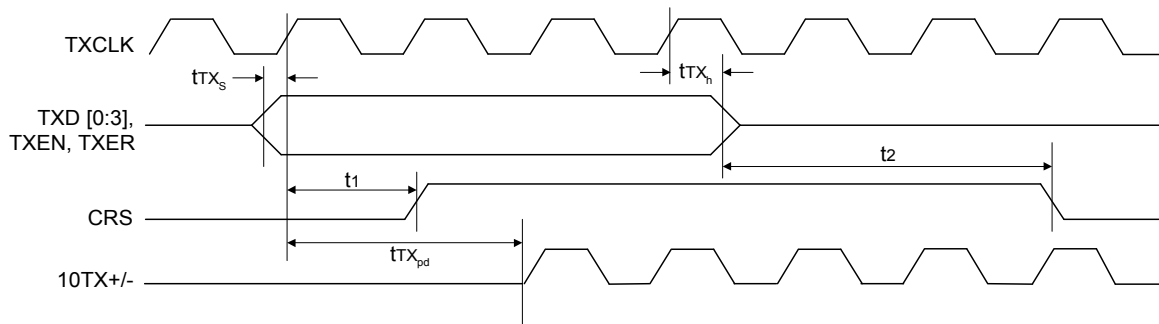 TXCLK
tTXS
tTXh
TXD [0:3],
TXEN, TXER
t1
t2
CRS
tTXpd
10TX+/-